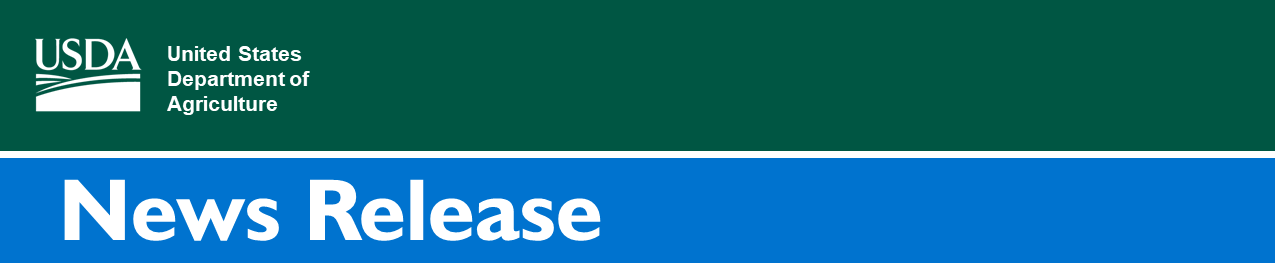 USDA
United States
Department of
Agriculture
News Release